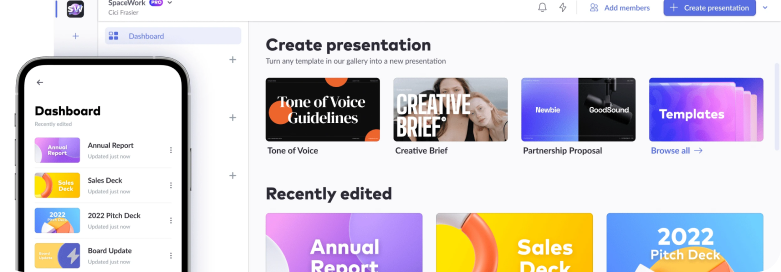 SW
SpaceWork PRO
Cici Frasier
Add members
+ Create presentation
Dashboard
Create presentation
Turn any template in our gallery into a new presentation
Tone of Voice
Guidelines
CREATIVE
BRIEF
Newbie
GoodSound
Templates
Tone of Voice
Creative Brief
Partnership Proposal
Browse all →
Recently edited
Annual
Report
Sales
Deck
2022
Pitch Deck
Dashboard
Recently edited
Annual
Report
Annual Report
Updated just now
Sales
Deck
Sales Deck
Updated just now
2022
Pitch Deck
2022 Pitch Deck
Updated just now
Board Update
Updated just now